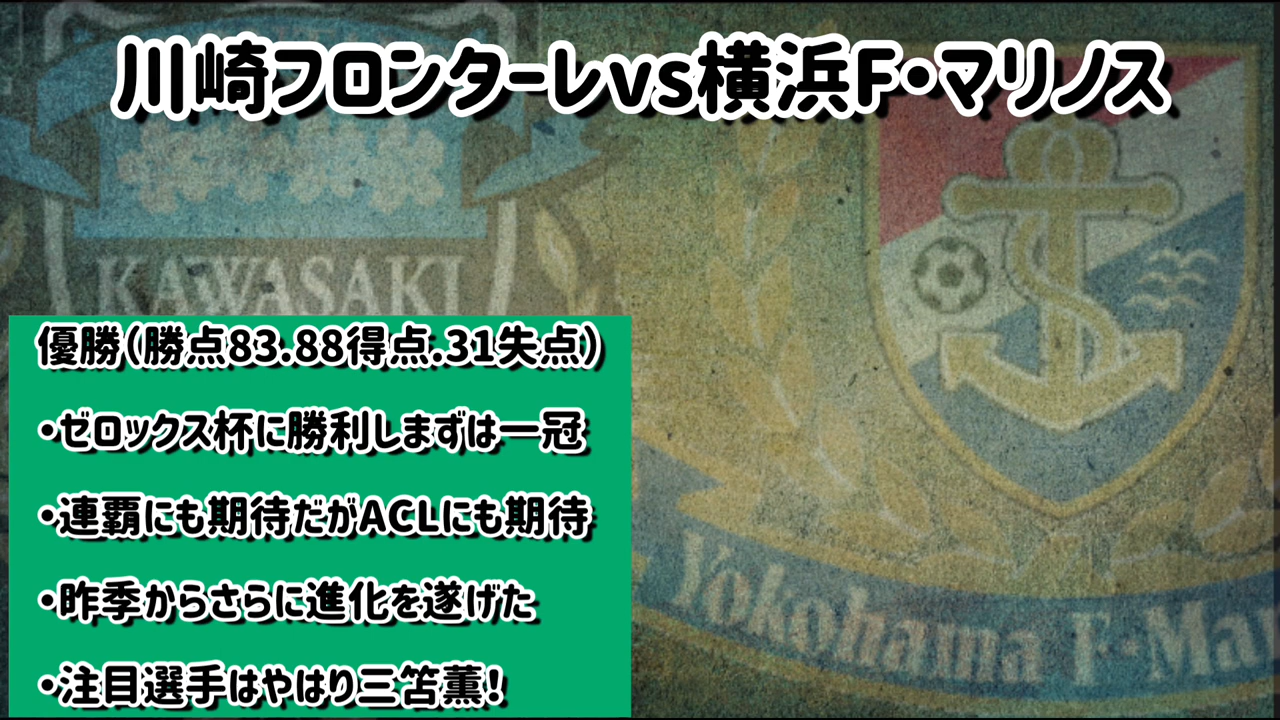 川崎フロンターレvs横浜F・マリノス
KAWASAKI
優勝(勝点83.88得点.31失点)
・ゼロックス杯に勝利しまずは一冠
・連覇にも期待だがACLにも期待
・昨季からさらに進化を遂げた
・注目選手はやはり三笘薫!
Yokohama F・Mar